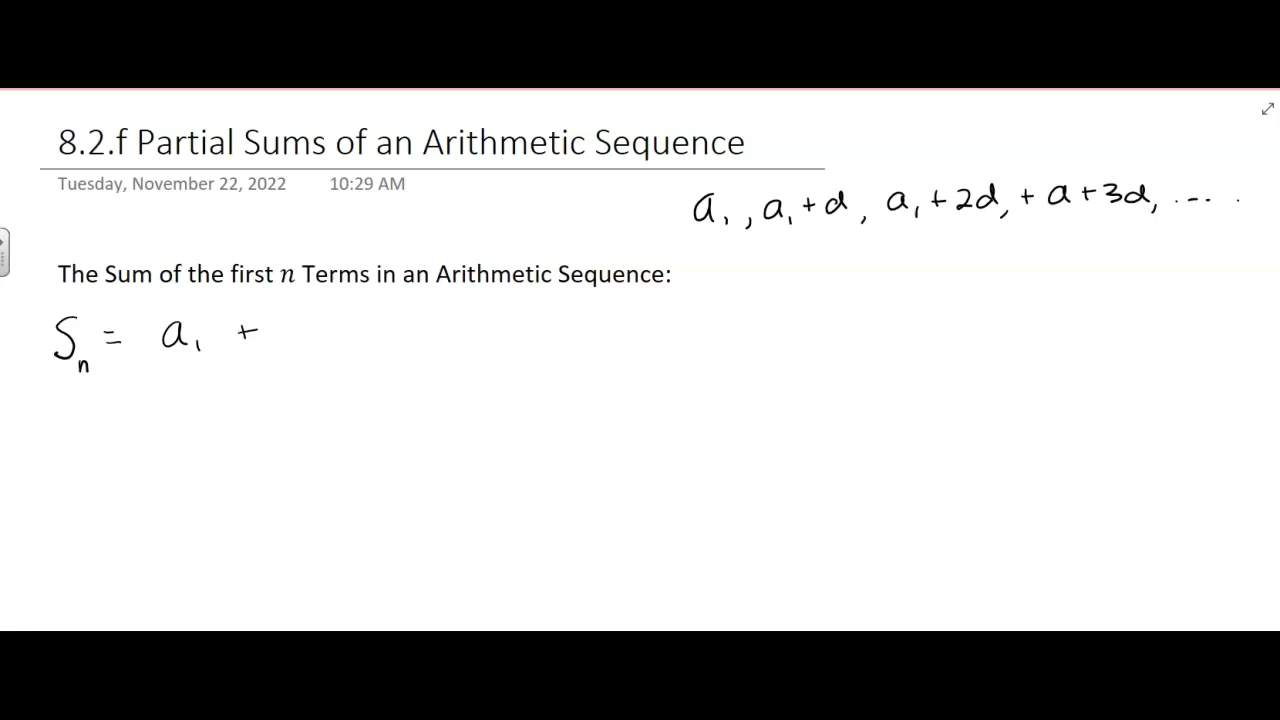 8.2.f Partial Sums of an Arithmetic Sequence
Tuesday, November 22, 2022 10:29 AM
a₁, a₁+d, a₁+2d, + a+3d, ....
The Sum of the first n Terms in an Arithmetic Sequence:
Sₙ = a₁ +